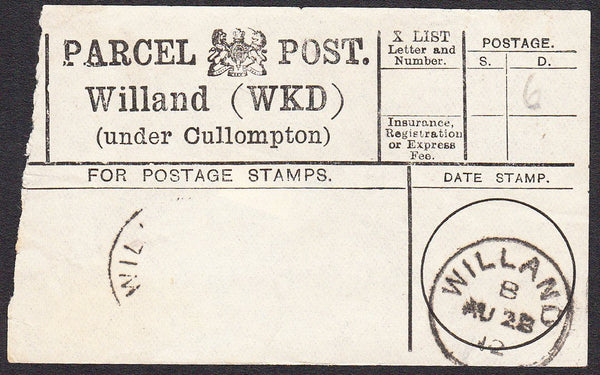 PARCEL POST.
Willand (WKD)
(under Cullompton)
X LIST
Letter and
Number.
Insurance,
Registration
or Express
Fee.
POSTAGE.
S. D.
6
FOR POSTAGE STAMPS.
DATE STAMP.
WIL
WILLAND
B
AU 28
12